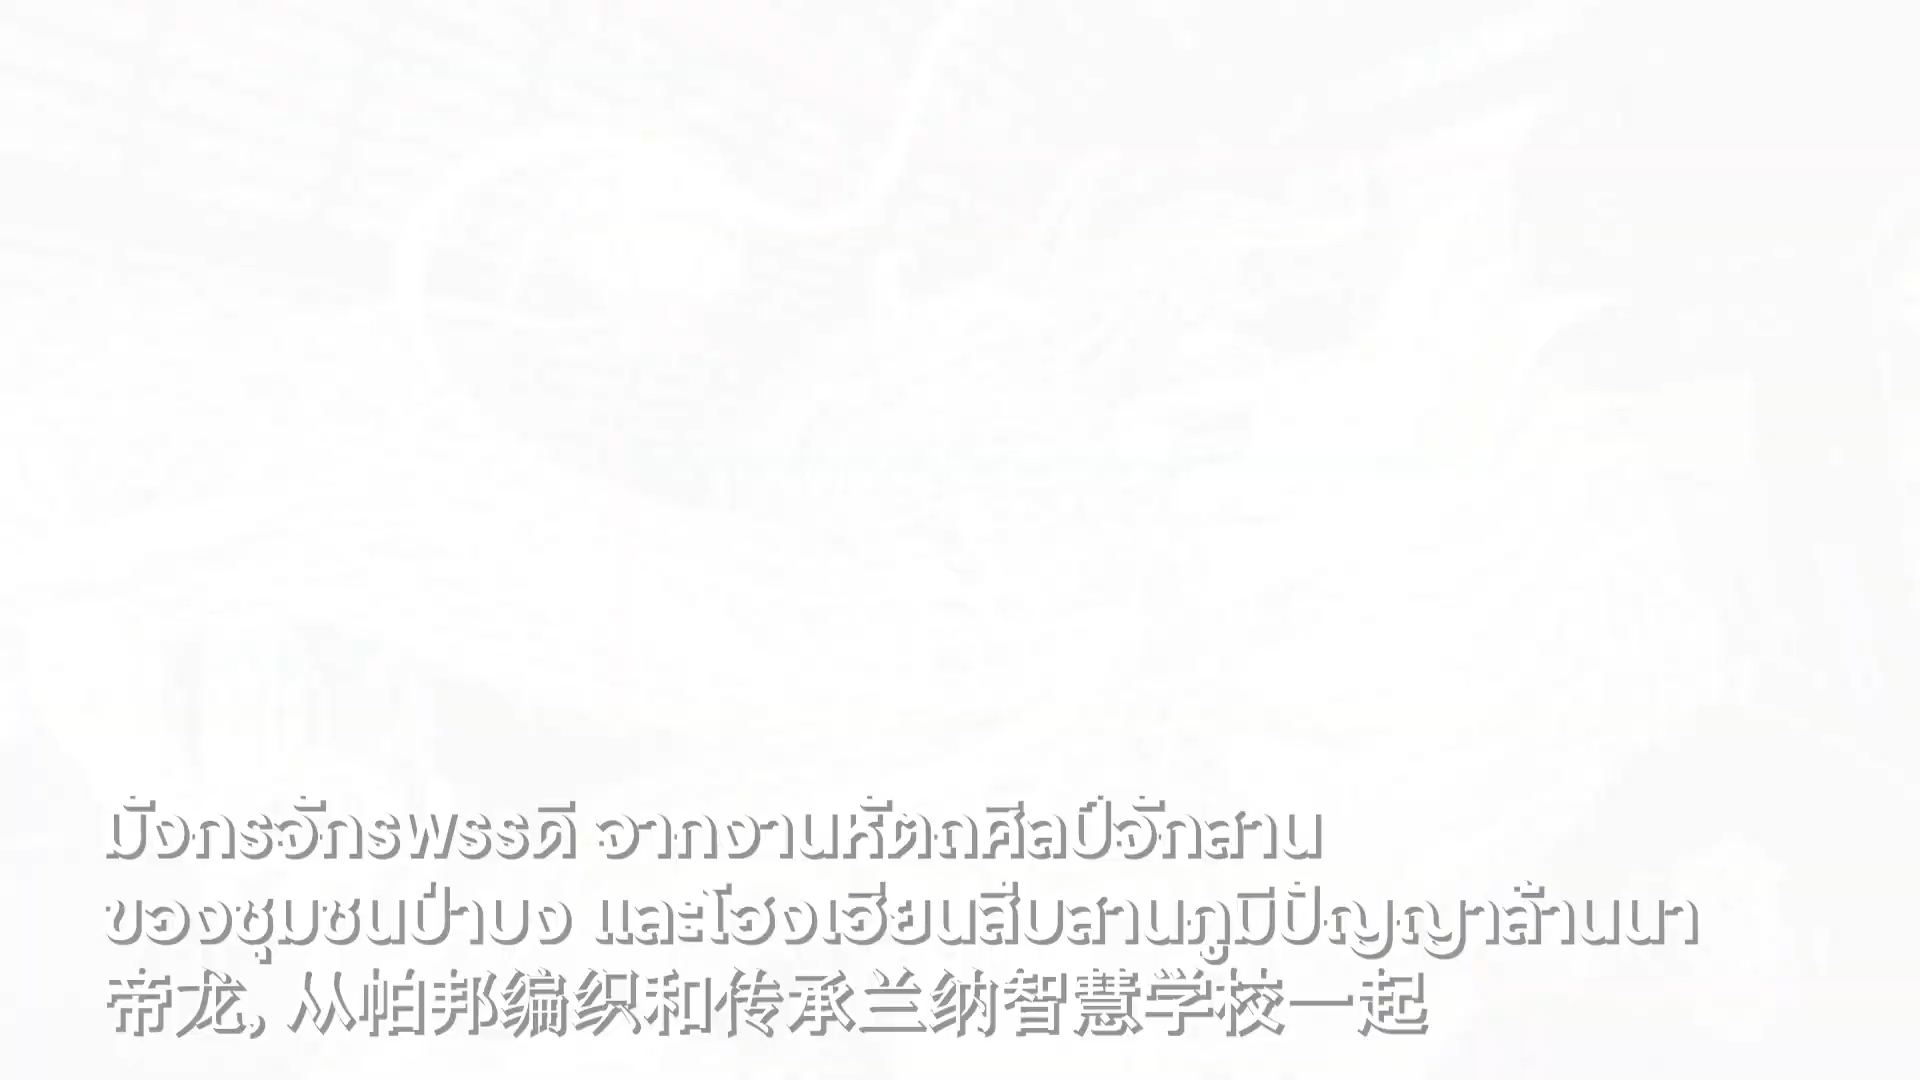 มังกรจักรพรรดิ จากงานหัตถศิลป์จักสาน
ของชุมชนป่าบง และโฮงเฮียนสืบสานภูมิปัญญาล้านนา
帝龙, 从帕邦编织和传承兰纳智慧学校一起